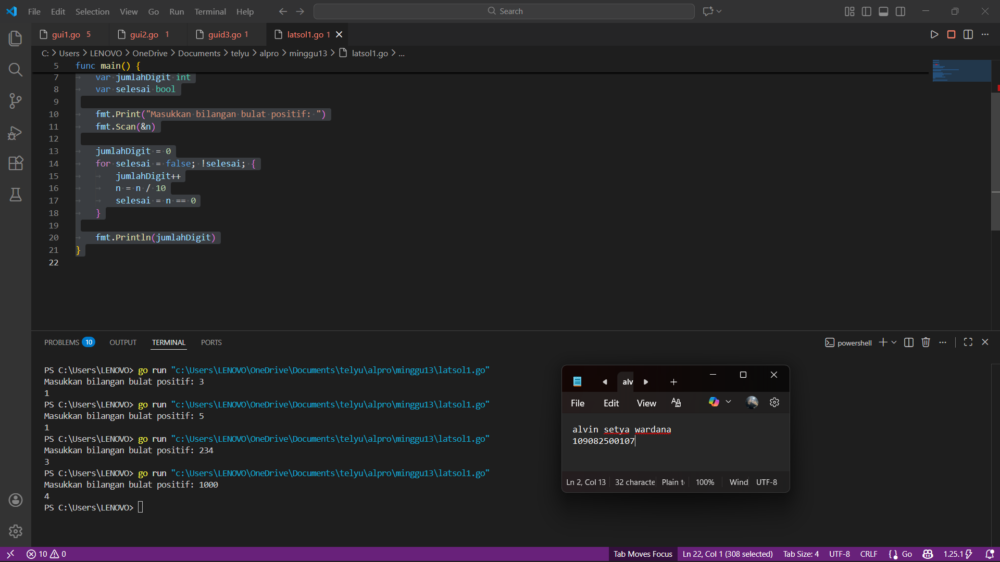 File Edit Selection View Go Run Terminal Help
Search
gui1.go 5 gui2.go 1 guid3.go 1 latsol1.go 1
C: > Users > LENOVO > OneDrive > Documents > telyu > alpro > minggu13 > latsol1.go > ...
5 func main() {
7 var jumlahDigit int
8 var selesai bool
9
10 fmt.Print("Masukkan bilangan bulat positif: ")
11 fmt.Scan(&n)
12
13 jumlahDigit = 0
14 for selesai = false; !selesai; {
15 jumlahDigit++
16 n = n / 10
17 selesai = n == 0
18 }
19
20 fmt.Println(jumlahDigit)
21 }
22
PROBLEMS 10 OUTPUT TERMINAL PORTS
powershell
PS C:\Users\LENOVO> go run "c:\Users\LENOVO\OneDrive\Documents\telyu\alpro\minggu13\latsol1.go"
Masukkan bilangan bulat positif: 3
1
PS C:\Users\LENOVO> go run "c:\Users\LENOVO\OneDrive\Documents\telyu\alpro\minggu13\latsol1.go"
Masukkan bilangan bulat positif: 5
1
PS C:\Users\LENOVO> go run "c:\Users\LENOVO\OneDrive\Documents\telyu\alpro\minggu13\latsol1.go"
Masukkan bilangan bulat positif: 234
3
PS C:\Users\LENOVO> go run "c:\Users\LENOVO\OneDrive\Documents\telyu\alpro\minggu13\latsol1.go"
Masukkan bilangan bulat positif: 1000
4
PS C:\Users\LENOVO>
alv
File Edit View
alvin setya wardana
109082500107
Ln 2, Col 13 32 characte Plain t Wind 100% UTF-8
10 0
Tab Moves Focus Ln 22, Col 1 (308 selected) Tab Size: 4 UTF-8 CRLF {} Go 1.25.1